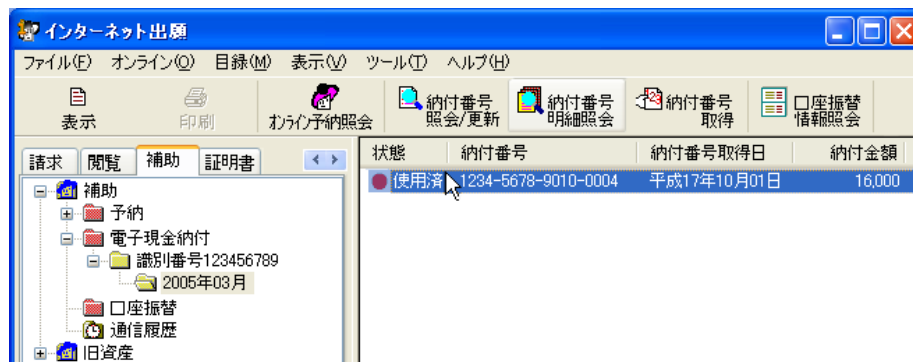 インターネット出願
ファイル(F) オンライン(O) 目録(M) 表示(V) ツール(T) ヘルプ(H)
表示
印刷
オンライン予納照会
納付番号
照会/更新
納付番号
明細照会
納付番号
取得
口座振替
情報照会
請求 閲覧 補助 証明書
状態 納付番号 納付番号取得日 納付金額
使用済 1234-5678-9010-0004 平成17年10月01日 16,000
補助
予納
電子現金納付
識別番号123456789
2005年03月
口座振替
通信履歴
旧資産